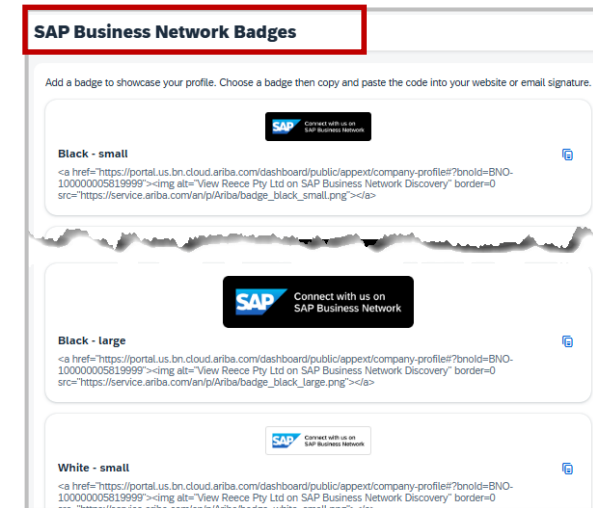 SAP Business Network Badges
Add a badge to showcase your profile. Choose a badge then copy and paste the code into your website or email signature.
SAP Connect with us on
SAP Business Network
Black - small
<a href="https://portal.us.bn.cloud.ariba.com/dashboard/public/appext/company-profile#?bnoId=BNO-
100000005819999"><img alt="View Reece Pty Ltd on SAP Business Network Discovery" border=0
src="https://service.ariba.com/an/p/Ariba/badge_black_small.png"></a>
SAP Connect with us on
SAP Business Network
Black - large
<a href="https://portal.us.bn.cloud.ariba.com/dashboard/public/appext/company-profile#?bnoId=BNO-
100000005819999"><img alt="View Reece Pty Ltd on SAP Business Network Discovery" border=0
src="https://service.ariba.com/an/p/Ariba/badge_black_large.png"></a>
SAP Connect with us on
SAP Business Network
White - small
<a href="https://portal.us.bn.cloud.ariba.com/dashboard/public/appext/company-profile#?bnoId=BNO-
100000005819999"><img alt="View Reece Pty Ltd on SAP Business Network Discovery" border=0